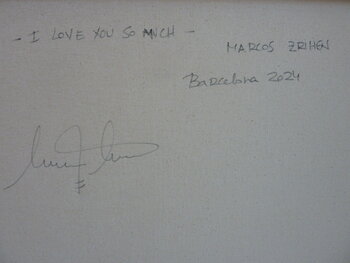 - I LOVE YOU SO MUCH -
MARCOS ZRIHEN
Barcelona 2024